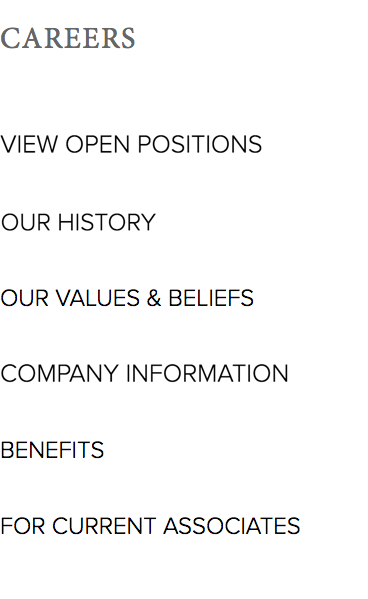 CAREERS
VIEW OPEN POSITIONS
OUR HISTORY
OUR VALUES & BELIEFS
COMPANY INFORMATION
BENEFITS
FOR CURRENT ASSOCIATES